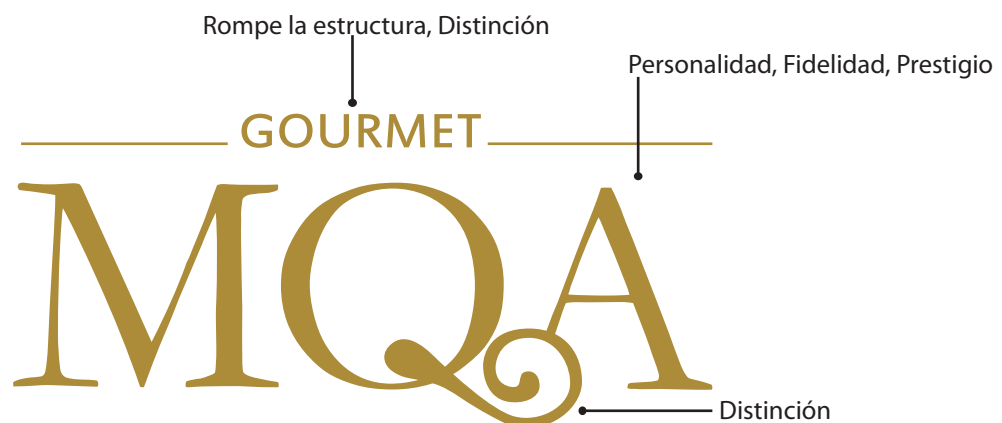 Rompe la estructura, Distinción
Personalidad, Fidelidad, Prestigio
GOURMET
MQA
Distinción